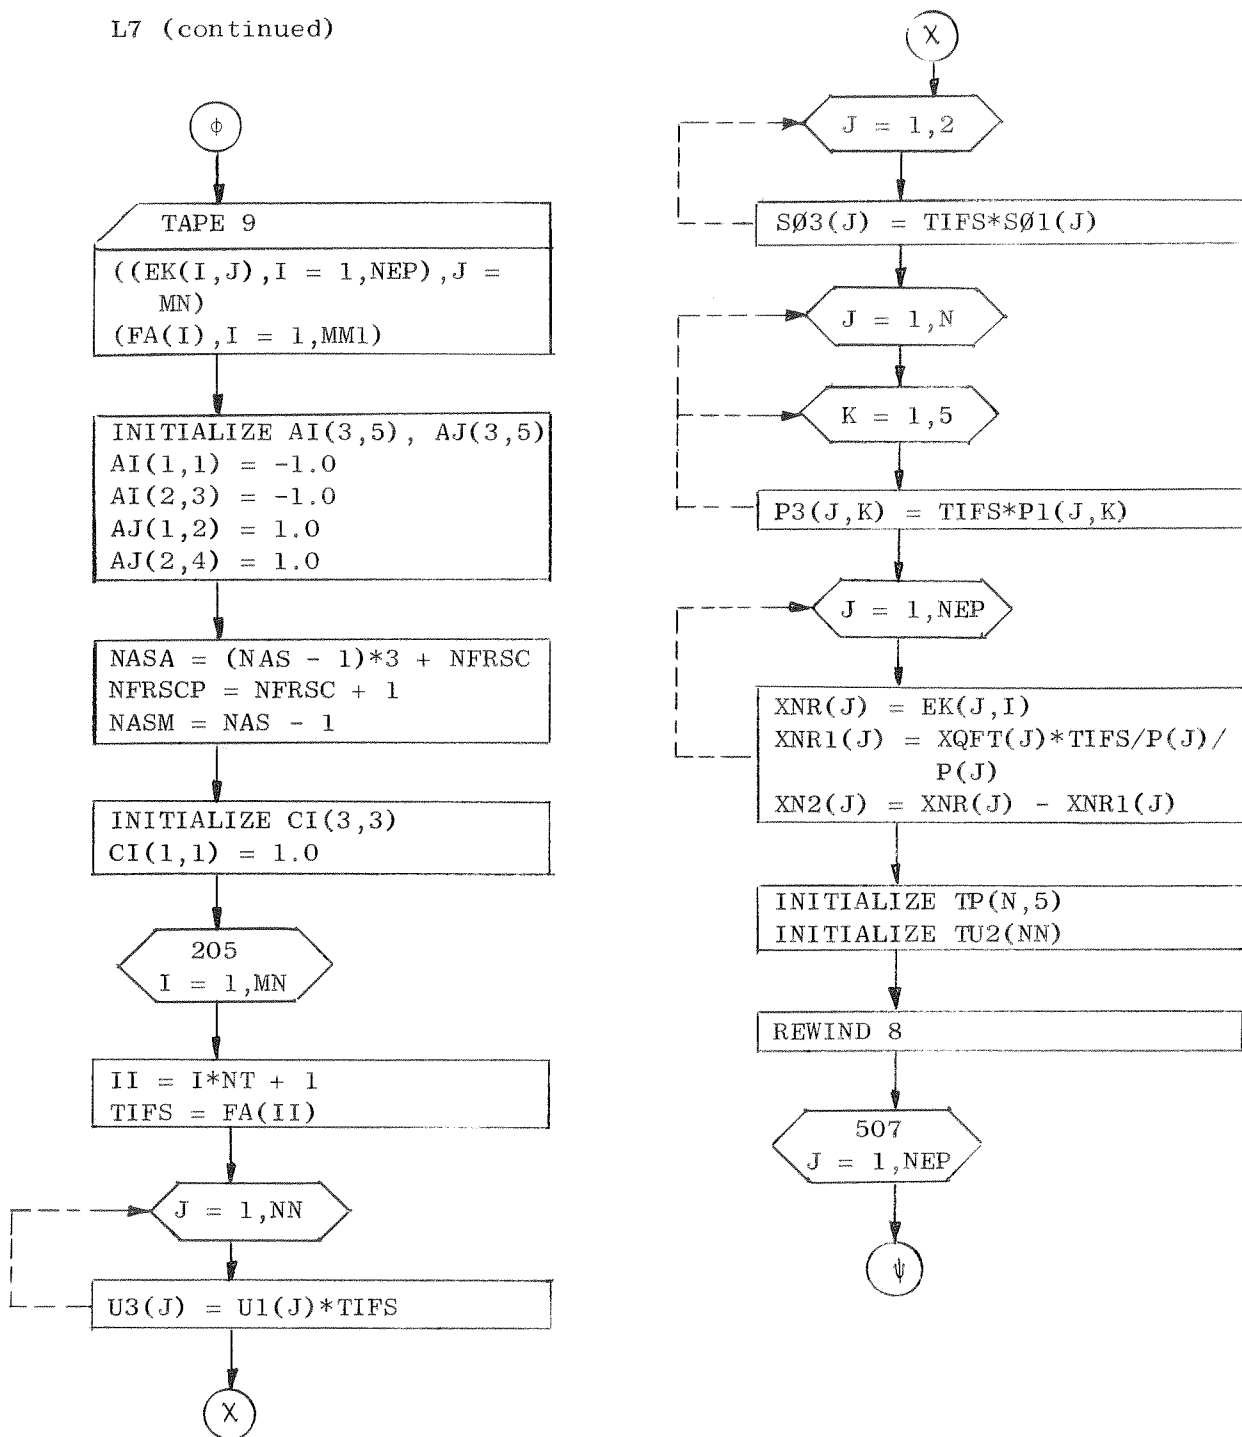 L7 (continued)
ϕ
TAPE 9
((EK(I,J),I = 1,NEP),J =
MN)
(FA(I),I = 1,MM1)
INITIALIZE AI(3,5), AJ(3,5)
AI(1,1) = -1.0
AI(2,3) = -1.0
AJ(1,2) = 1.0
AJ(2,4) = 1.0
NASA = (NAS - 1)*3 + NFRSC
NFRSCP = NFRSC + 1
NASM = NAS - 1
INITIALIZE CI(3,3)
CI(1,1) = 1.0
205
I = 1,MN
II = I*NT + 1
TIFS = FA(II)
J = 1,NN
U3(J) = U1(J)*TIFS
χ
χ
J = 1,2
SØ3(J) = TIFS*SØ1(J)
J = 1,N
K = 1,5
P3(J,K) = TIFS*P1(J,K)
J = 1,NEP
XNR(J) = EK(J,I)
XNR1(J) = XQFT(J)*TIFS/P(J)/
P(J)
XN2(J) = XNR(J) - XNR1(J)
INITIALIZE TP(N,5)
INITIALIZE TU2(NN)
REWIND 8
507
J = 1,NEP
ψ